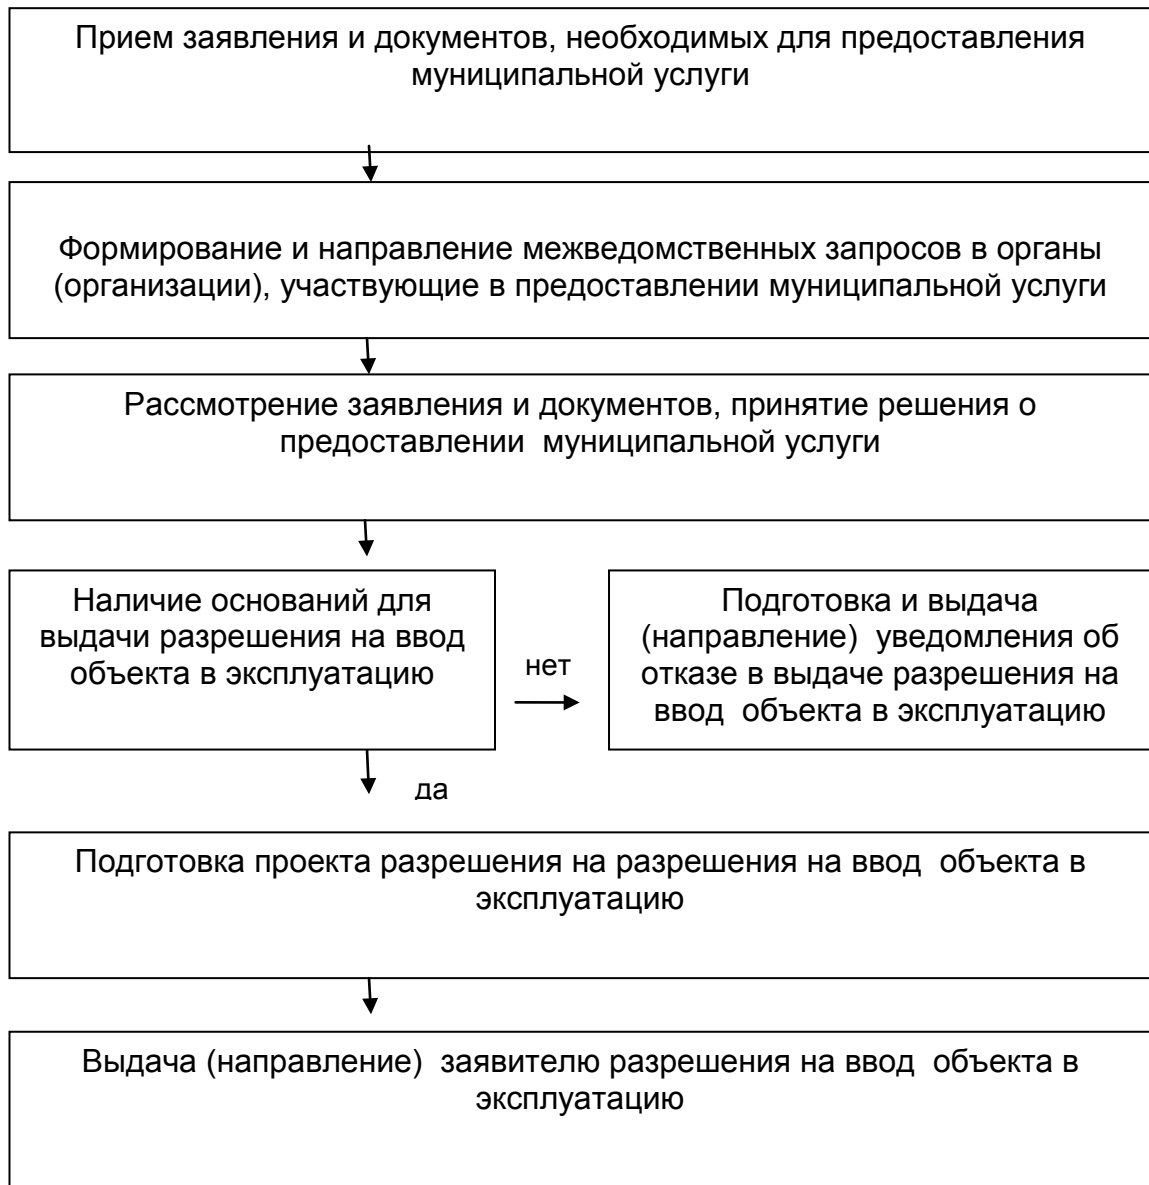 Прием заявления и документов, необходимых для предоставления
муниципальной услуги
Формирование и направление межведомственных запросов в органы
(организации), участвующие в предоставлении муниципальной услуги
Рассмотрение заявления и документов, принятие решения о
предоставлении  муниципальной услуги
Наличие оснований для
выдачи разрешения на ввод
объекта в эксплуатацию
нет
Подготовка и выдача
(направление)  уведомления об
отказе в выдаче разрешения на
ввод  объекта в эксплуатацию
да
Подготовка проекта разрешения на разрешения на ввод  объекта в
эксплуатацию
Выдача (направление)  заявителю разрешения на ввод  объекта в
эксплуатацию